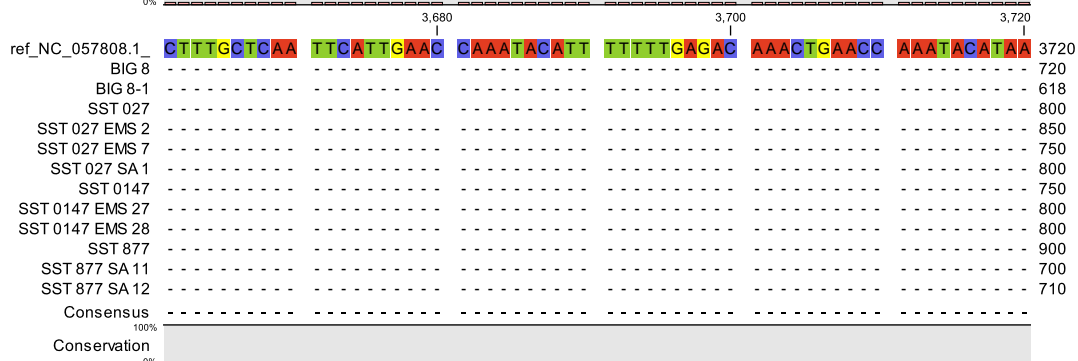 0%
3,680 3,700 3,720
ref_NC_057808.1_ CTTTGCTCAA TTCATTGAAC CAAATACATT TTTTTGAGAC AAACTGAACC AAATACATAA 3720
BIG 8 - - - - - - - - - - - - - - - - - - - - - - - - - - - - - - - - - - - - - - - - - - - - - - - - - - - - - - - - - - - - 720
BIG 8-1 - - - - - - - - - - - - - - - - - - - - - - - - - - - - - - - - - - - - - - - - - - - - - - - - - - - - - - - - - - - - 618
SST 027 - - - - - - - - - - - - - - - - - - - - - - - - - - - - - - - - - - - - - - - - - - - - - - - - - - - - - - - - - - - - 800
SST 027 EMS 2 - - - - - - - - - - - - - - - - - - - - - - - - - - - - - - - - - - - - - - - - - - - - - - - - - - - - - - - - - - - - 850
SST 027 EMS 7 - - - - - - - - - - - - - - - - - - - - - - - - - - - - - - - - - - - - - - - - - - - - - - - - - - - - - - - - - - - - 750
SST 027 SA 1 - - - - - - - - - - - - - - - - - - - - - - - - - - - - - - - - - - - - - - - - - - - - - - - - - - - - - - - - - - - - 800
SST 0147 - - - - - - - - - - - - - - - - - - - - - - - - - - - - - - - - - - - - - - - - - - - - - - - - - - - - - - - - - - - - 750
SST 0147 EMS 27 - - - - - - - - - - - - - - - - - - - - - - - - - - - - - - - - - - - - - - - - - - - - - - - - - - - - - - - - - - - - 800
SST 0147 EMS 28 - - - - - - - - - - - - - - - - - - - - - - - - - - - - - - - - - - - - - - - - - - - - - - - - - - - - - - - - - - - - 800
SST 877 - - - - - - - - - - - - - - - - - - - - - - - - - - - - - - - - - - - - - - - - - - - - - - - - - - - - - - - - - - - - 900
SST 877 SA 11 - - - - - - - - - - - - - - - - - - - - - - - - - - - - - - - - - - - - - - - - - - - - - - - - - - - - - - - - - - - - 700
SST 877 SA 12 - - - - - - - - - - - - - - - - - - - - - - - - - - - - - - - - - - - - - - - - - - - - - - - - - - - - - - - - - - - - 710
Consensus - - - - - - - - - - - - - - - - - - - - - - - - - - - - - - - - - - - - - - - - - - - - - - - - - - - - - - - - - - - -
100%
Conservation
0%